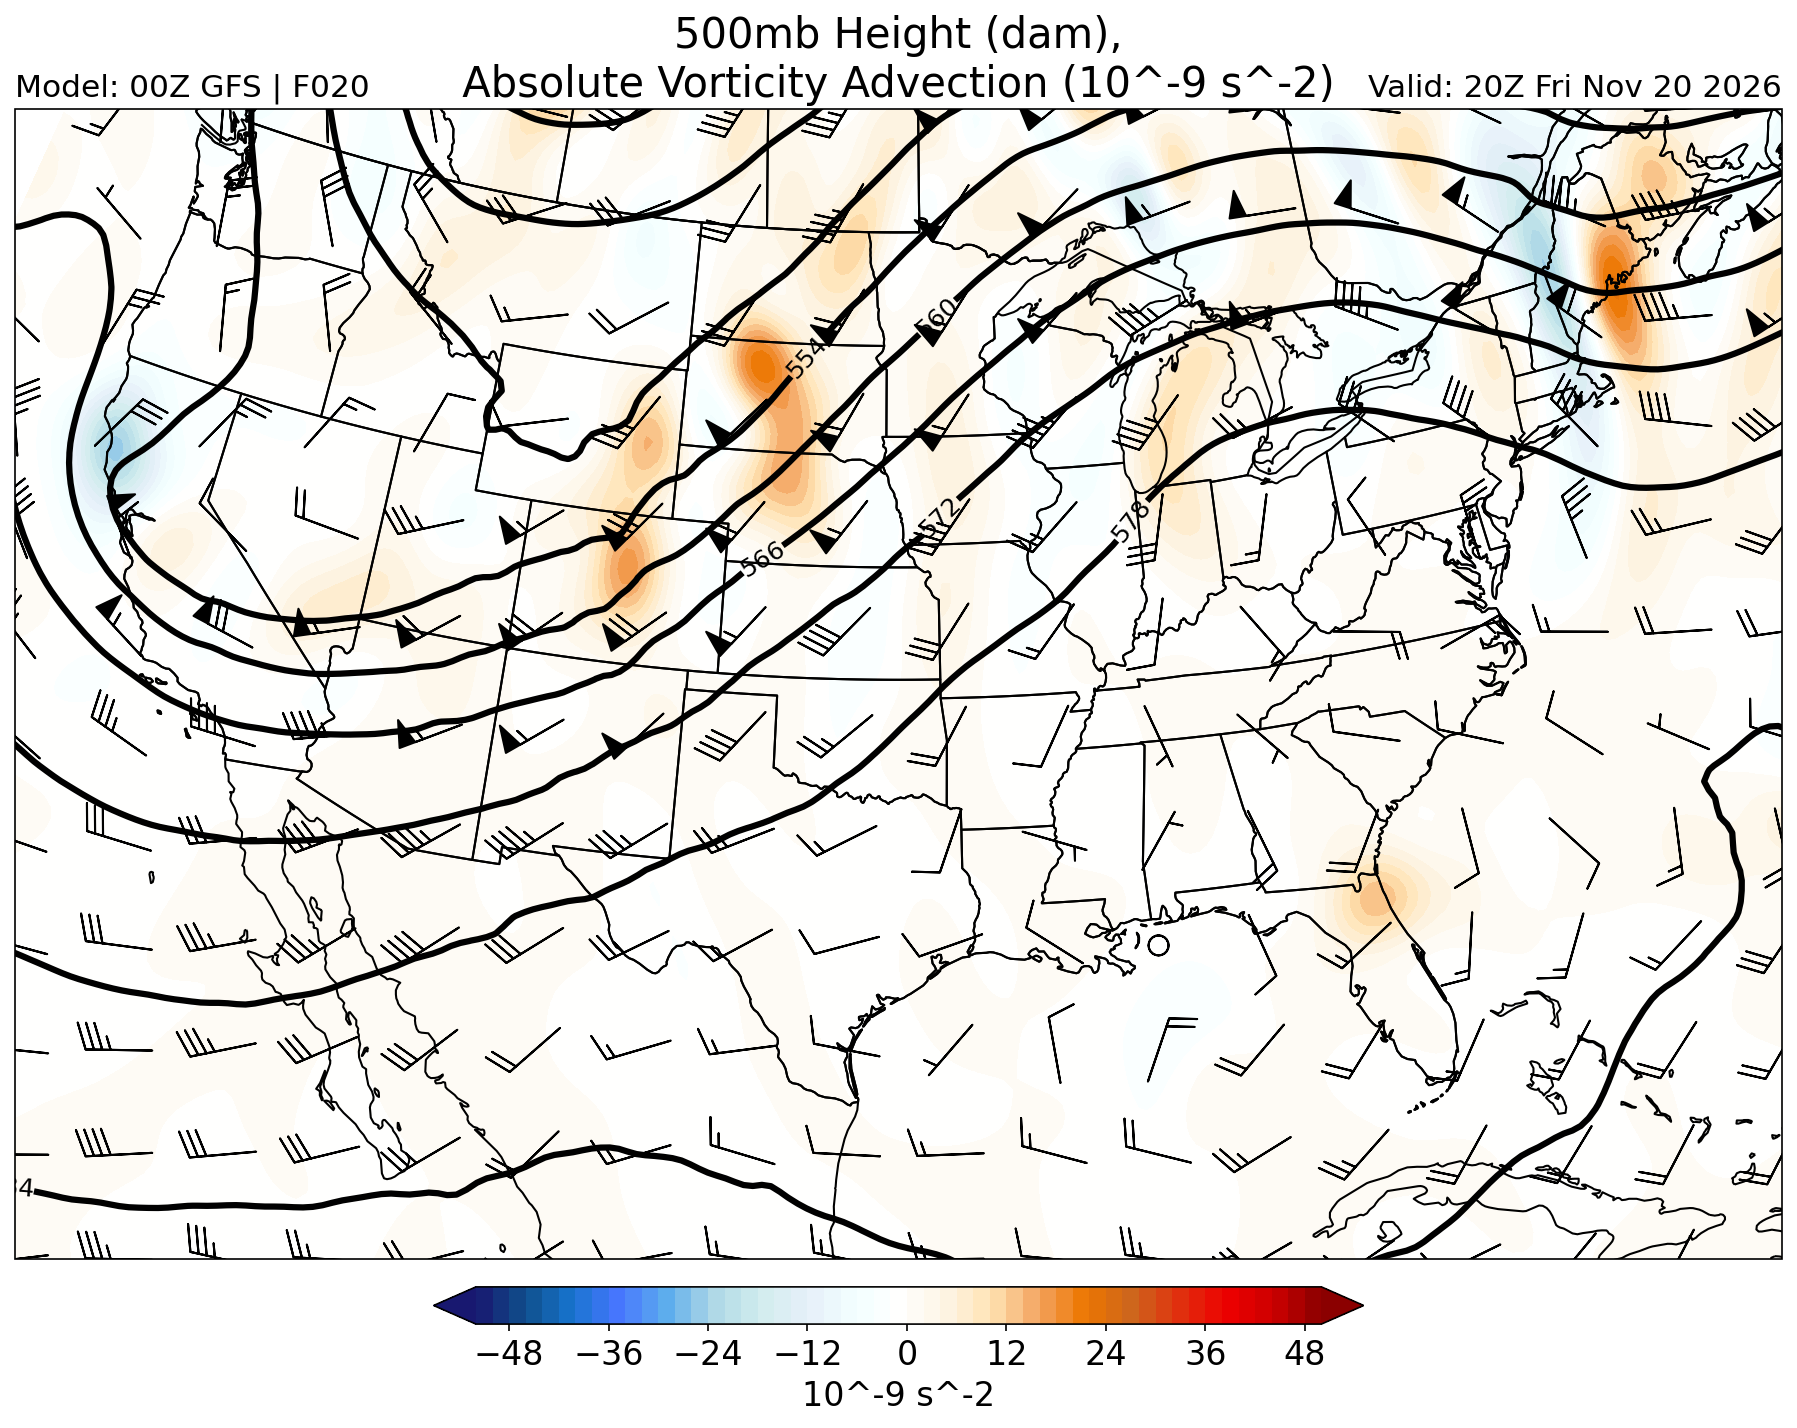 500mb Height (dam),
Model: 00Z GFS | F020
Absolute Vorticity Advection (10^-9 s^-2)
Valid: 20Z Fri Nov 20 2026
560
554
572
578
566
4
−48 −36 −24 −12 0 12 24 36 48
10^-9 s^-2